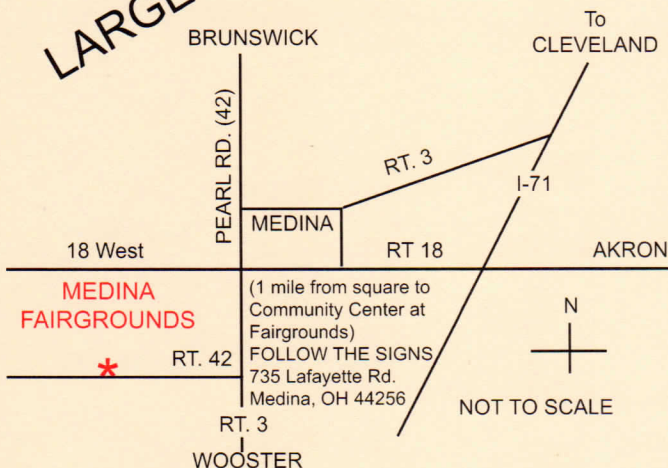 LARGE
BRUNSWICK
To
CLEVELAND
PEARL RD. (42)
RT. 3
I-71
MEDINA
18 West
RT 18
AKRON
MEDINA
FAIRGROUNDS
*
(1 mile from square to
Community Center at
Fairgrounds)
FOLLOW THE SIGNS
735 Lafayette Rd.
Medina, OH 44256
N
RT. 42
NOT TO SCALE
RT. 3
WOOSTER